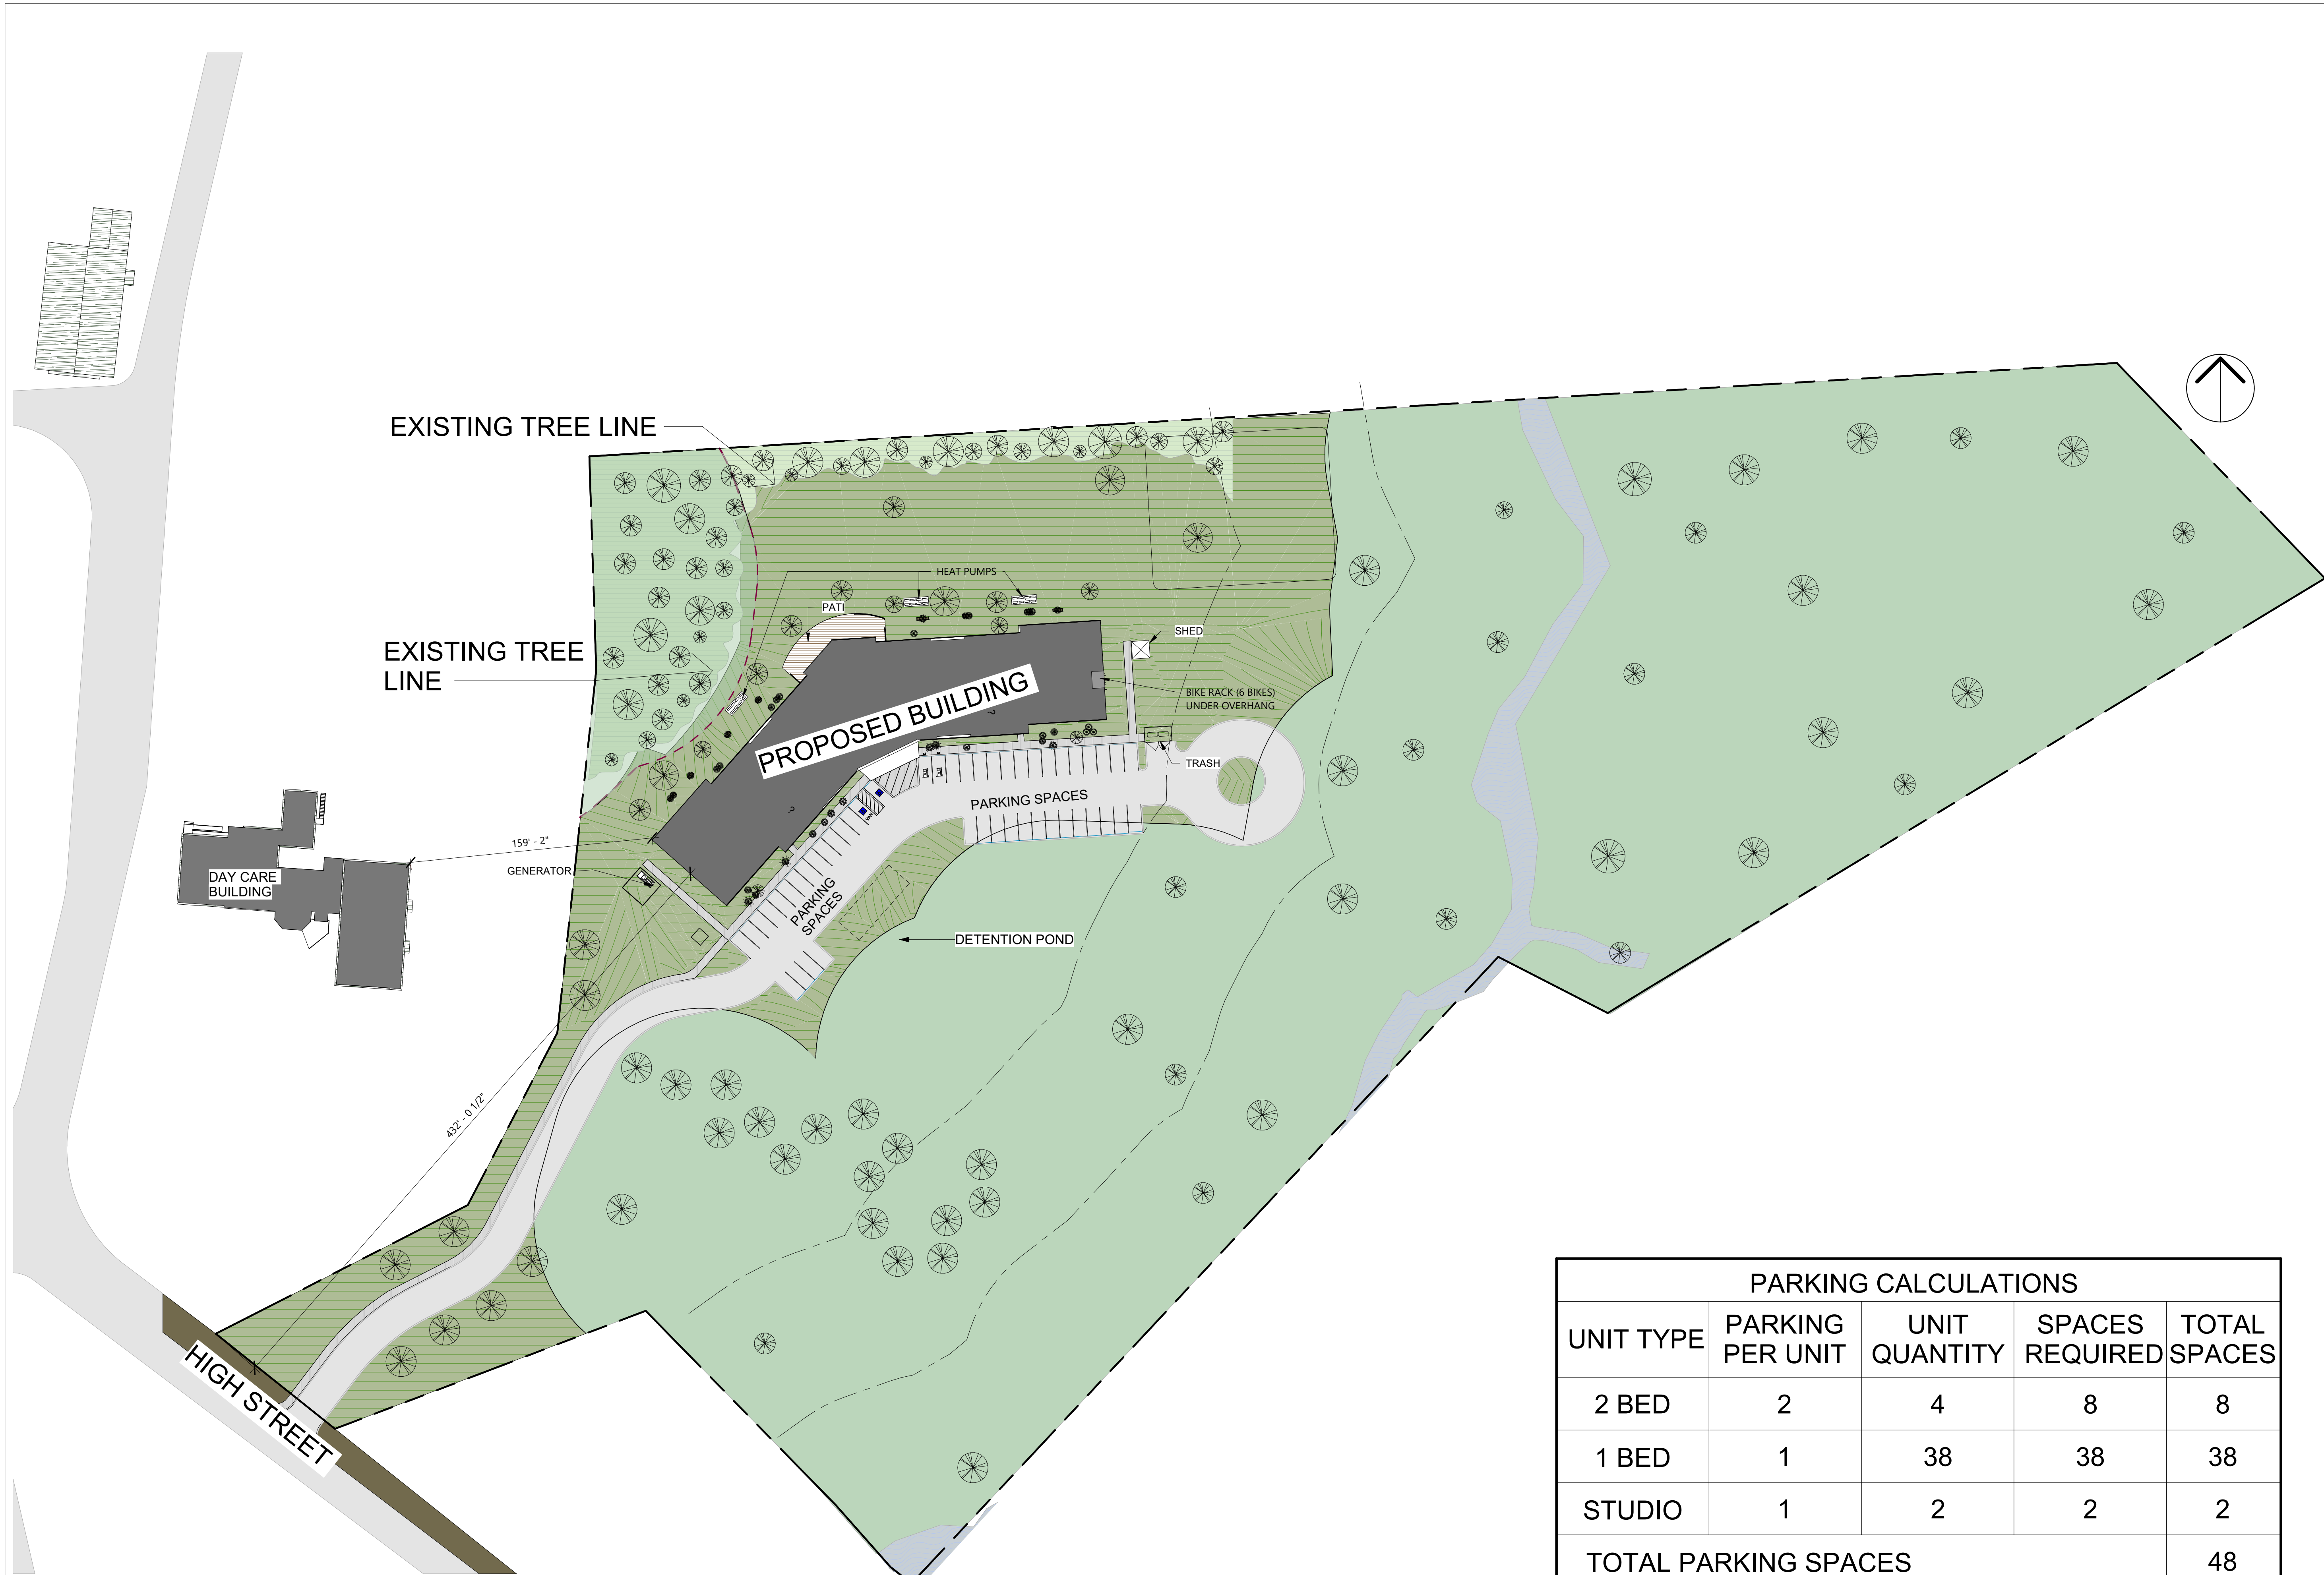 EXISTING TREE LINE
HEAT PUMPS
PATI
SHED
EXISTING TREE
LINE
BIKE RACK (6 BIKES)
UNDER OVERHANG
PROPOSED BUILDING
?
TRASH
PARKING SPACES
?
159' - 2"
GENERATOR
DAY CARE
BUILDING
PARKING
SPACES
DETENTION POND
432' - 0 1/2"
HIGH STREET
PARKING CALCULATIONS
UNIT TYPE PARKING PER UNIT UNIT QUANTITY SPACES REQUIRED TOTAL SPACES
2 BED 2 4 8 8
1 BED 1 38 38 38
STUDIO 1 2 2 2
TOTAL PARKING SPACES 48